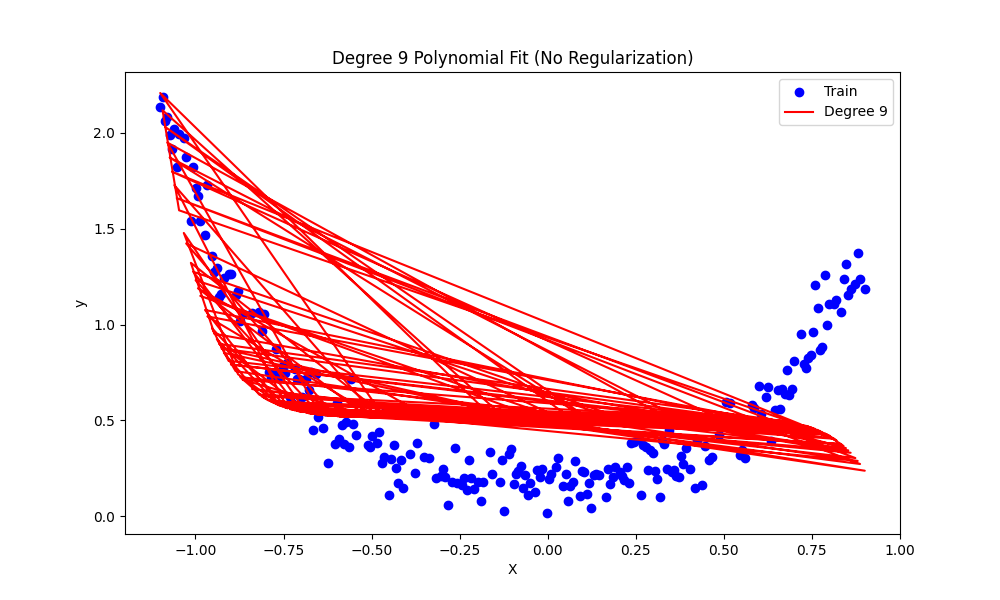 Degree 9 Polynomial Fit (No Regularization)
Train
Degree 9
2.0
1.5
1.0
0.5
0.0
y
−1.00
−0.75
−0.50
−0.25
0.00
0.25
0.50
0.75
1.00
X